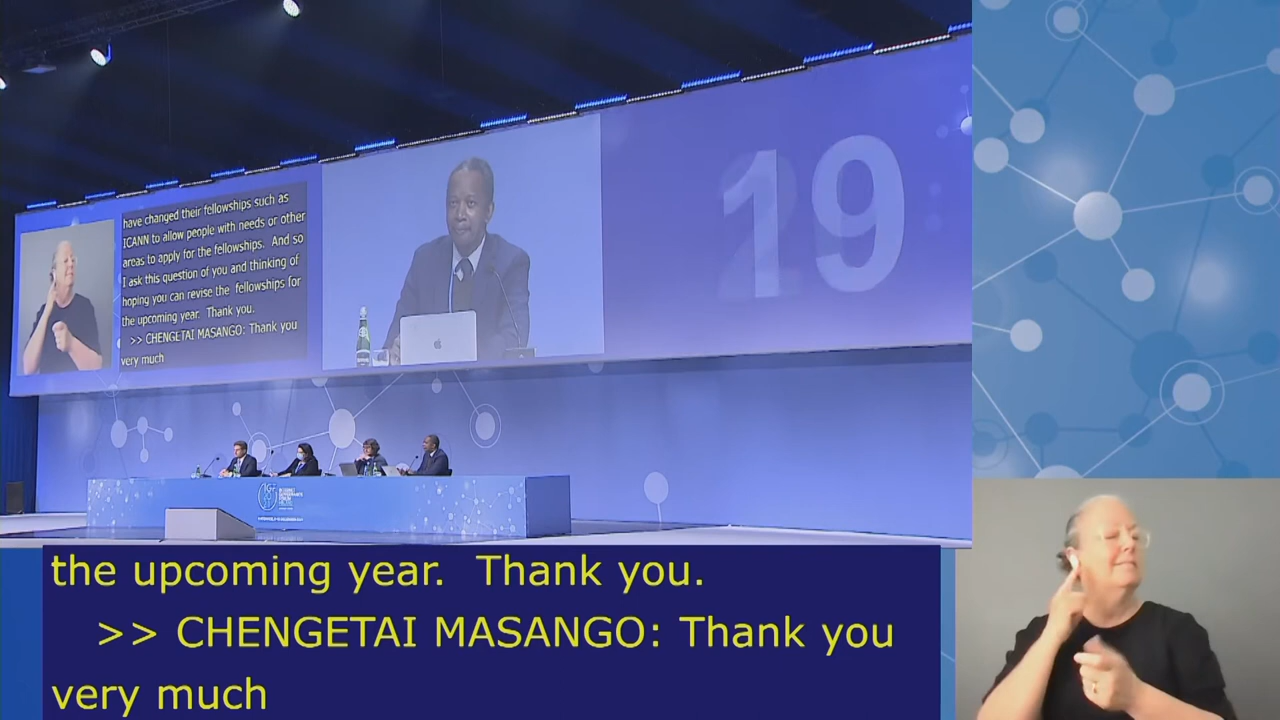 have changed their fellowships such as
ICANN to allow people with needs or other
areas to apply for the fellowships. And so
I ask this question of you and thinking of
hoping you can revise the fellowships for
the upcoming year. Thank you.
>> CHENGETAI MASANGO: Thank you
very much
19
the upcoming year. Thank you.
>> CHENGETAI MASANGO: Thank you
very much